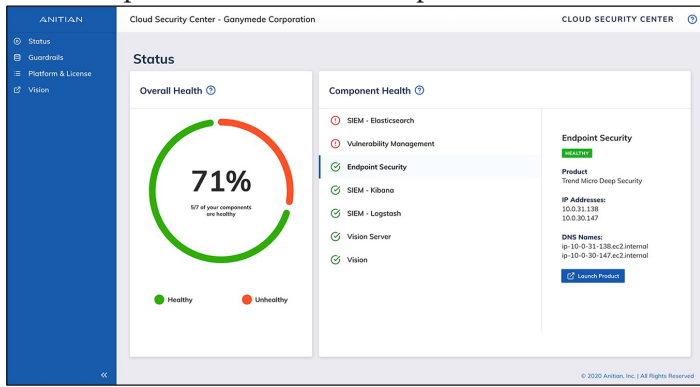 ANITIAN
Cloud Security Center - Ganymede Corporation
CLOUD SECURITY CENTER
Status
Guardrails
Platform & License
Vision
Status
Overall Health
71%
5/7 of your components
are healthy
Healthy
Unhealthy
Component Health
SIEM - Elasticsearch
Vulnerability Management
Endpoint Security
SIEM - Kibana
SIEM - Logstash
Vision Server
Vision
Endpoint Security
HEALTHY
Product
Trend Micro Deep Security
IP Addresses:
10.0.31.138
10.0.30.147
DNS Names:
ip-10-0-31-138.ec2.internal
ip-10-0-30-147.ec2.internal
Launch Product
© 2020 Anitian, Inc. | All Rights Reserved